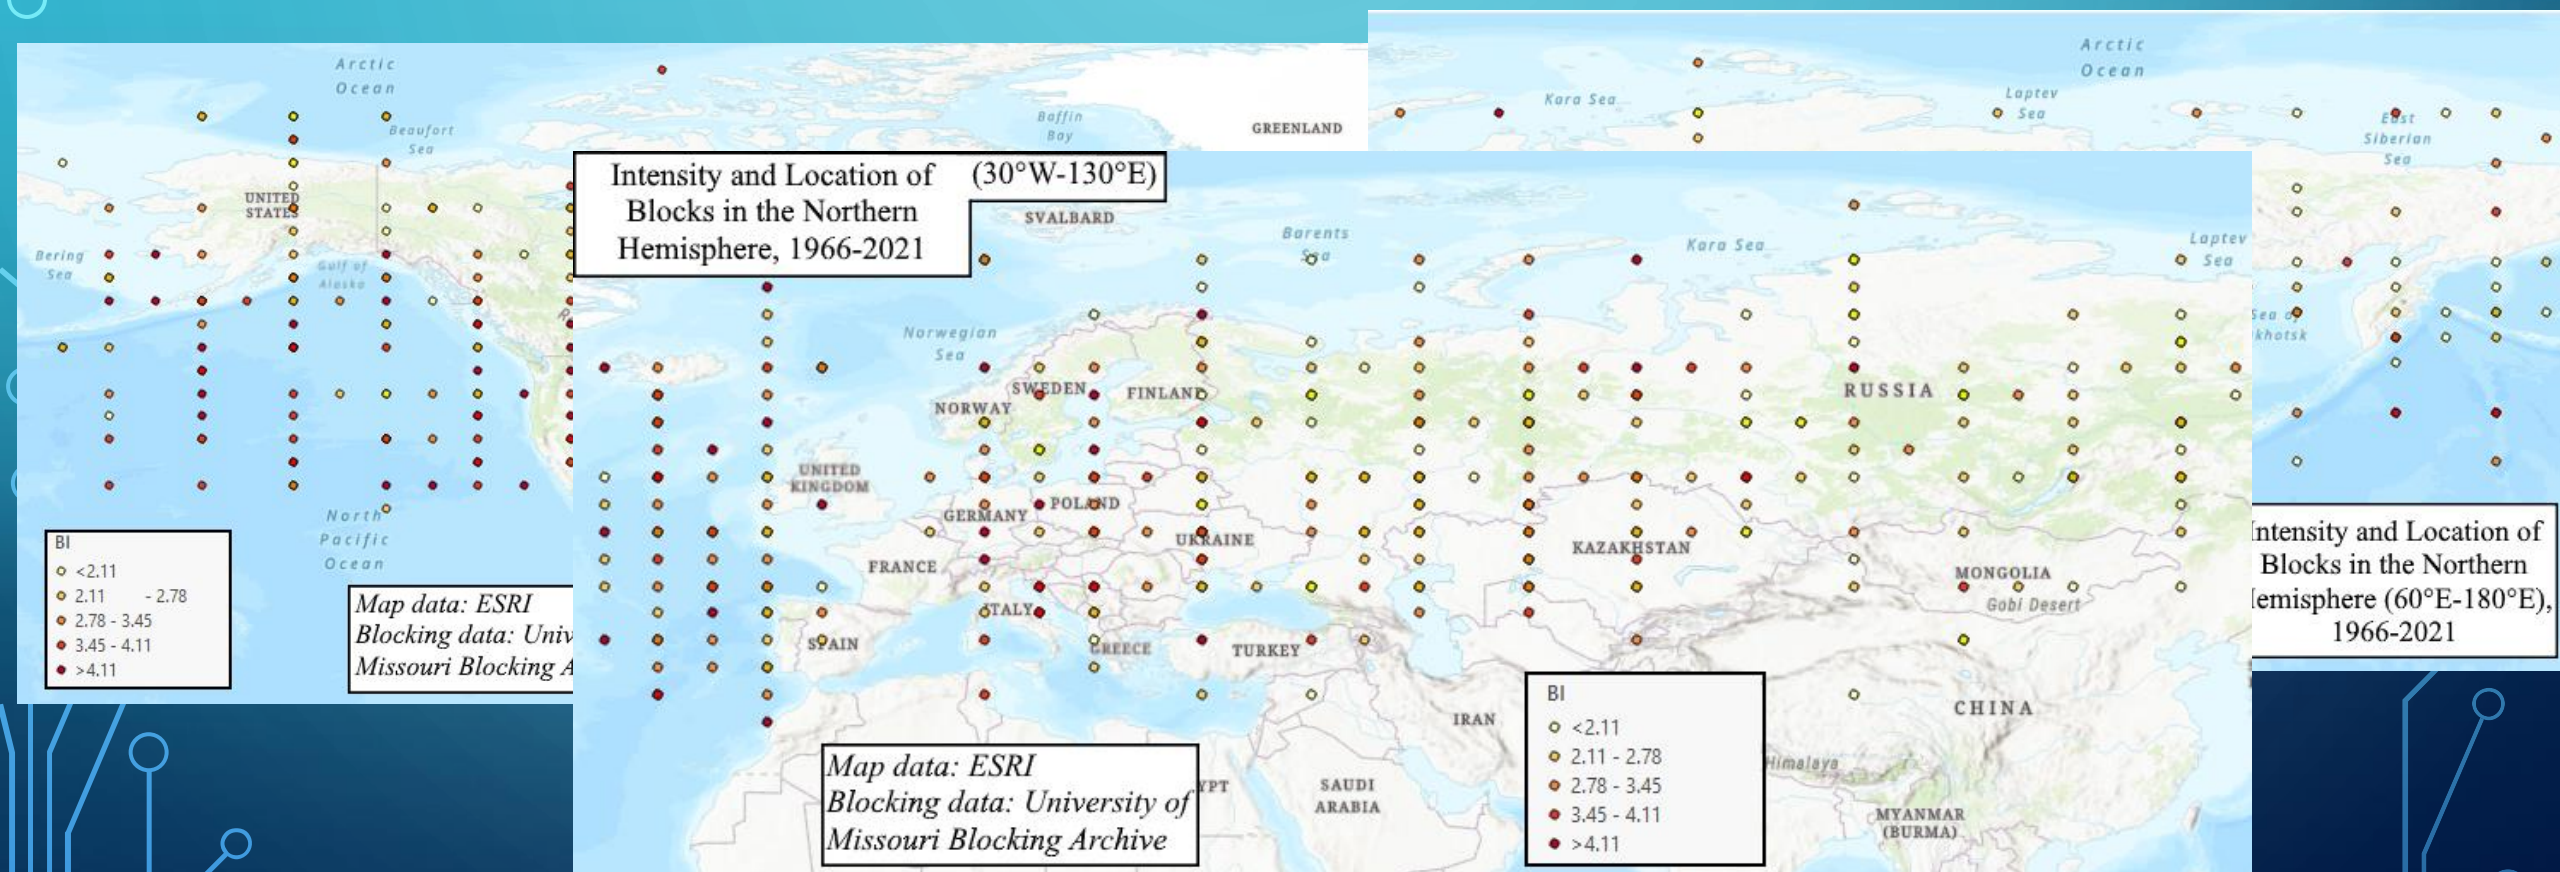 Arctic
Ocean
Beaufort
Sea
Baffin
Bay
GREENLAND
UNITED
STATES
Bering
Sea
Gulf of
Alaska
North
Pacific
Ocean
BI
<2.11
2.11 - 2.78
2.78 - 3.45
3.45 - 4.11
>4.11
Map data: ESRI
Blocking data: Univ
Missouri Blocking A
Arctic
Ocean
Kara Sea
Laptev
Sea
East
Siberian
Sea
Sea of
khotsk
Intensity and Location of
Blocks in the Northern
emisphere (60°E-180°E),
1966-2021
Intensity and Location of (30°W-130°E)
Blocks in the Northern
Hemisphere, 1966-2021
SVALBARD
Barents
Sea
Kara Sea
Laptev
Sea
Norwegian
Sea
SWEDEN
FINLAND
NORWAY
RUSSIA
UNITED
KINGDOM
POLAND
GERMANY
UKRAINE
FRANCE
KAZAKHSTAN
MONGOLIA
Gobi Desert
ITALY
SPAIN
GREECE
TURKEY
IRAN
CHINA
Himalaya
YPT
SAUDI
ARABIA
MYANMAR
(BURMA)
Map data: ESRI
Blocking data: University of
Missouri Blocking Archive
BI
<2.11
2.11 - 2.78
2.78 - 3.45
3.45 - 4.11
>4.11